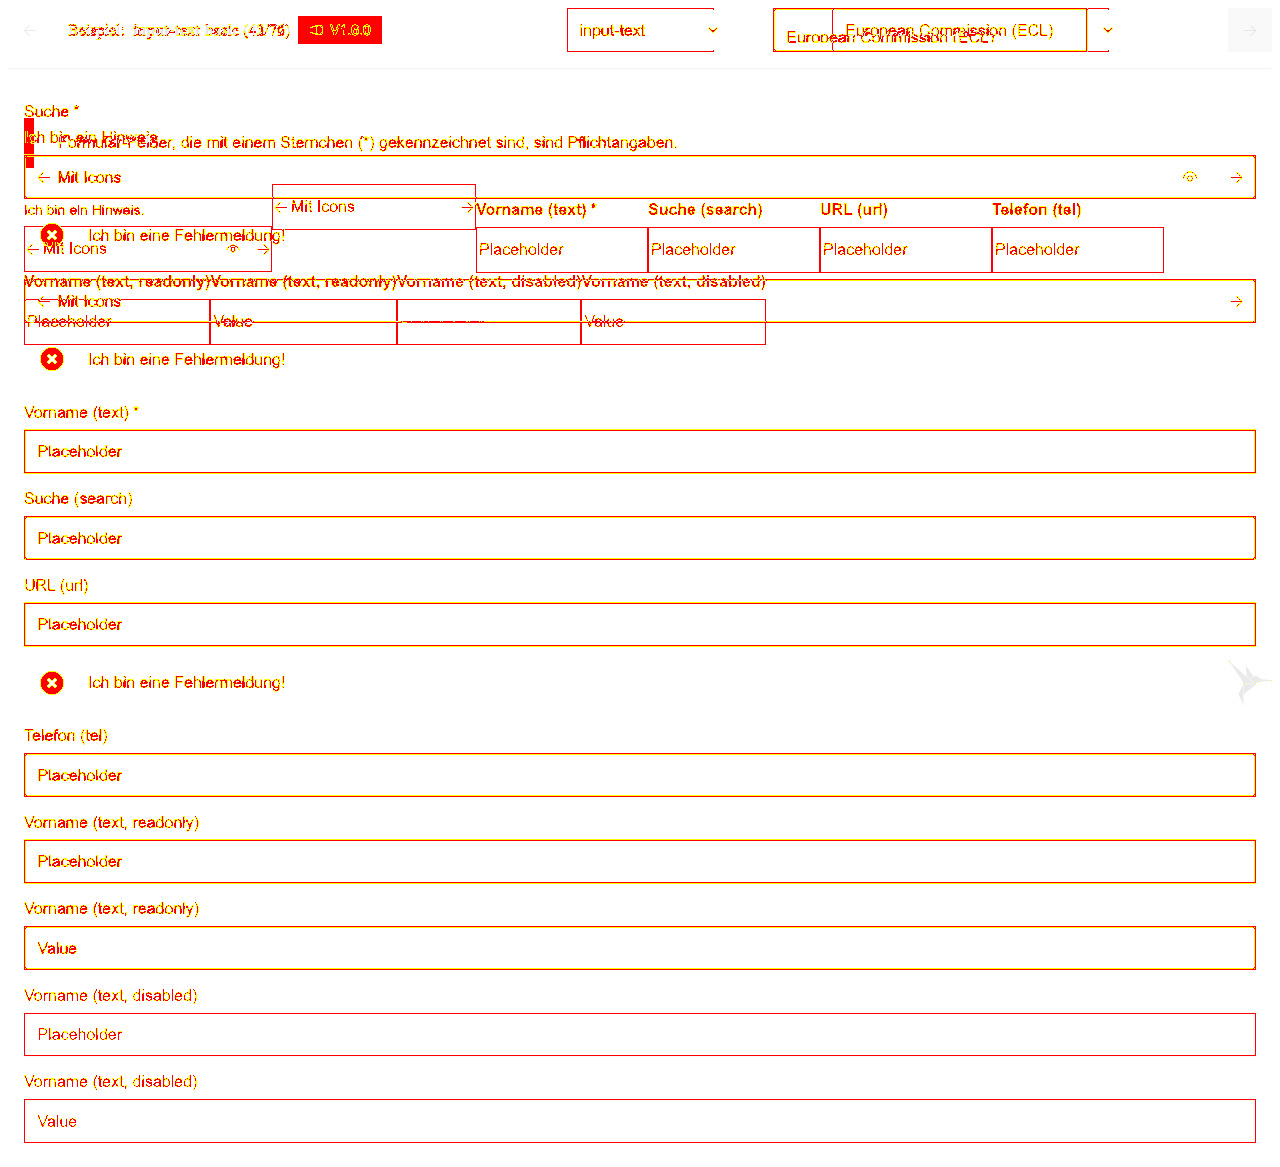 Beispiel: input-text basic (43/76) V1.6.0 input-text European Commission (ECL)
European Commission (ECL)
Suche *
Ich bin ein Hinweis
Formular-Felder, die mit einem Sternchen (*) gekennzeichnet sind, sind Pflichtangaben.
Mit Icons
Ich bin ein Hinweis.
Mit Icons
Vorname (text) * Suche (search) URL (url) Telefon (tel)
Ich bin eine Fehlermeldung!
Mit Icons
Placeholder Placeholder Placeholder Placeholder
Vorname (text, readonly) Vorname (text, readonly) Vorname (text, disabled) Vorname (text, disabled)
Mit Icons
Placeholder Value Value
Ich bin eine Fehlermeldung!
Vorname (text) *
Placeholder
Suche (search)
Placeholder
URL (url)
Placeholder
Ich bin eine Fehlermeldung!
Telefon (tel)
Placeholder
Vorname (text, readonly)
Placeholder
Vorname (text, readonly)
Value
Vorname (text, disabled)
Placeholder
Vorname (text, disabled)
Value